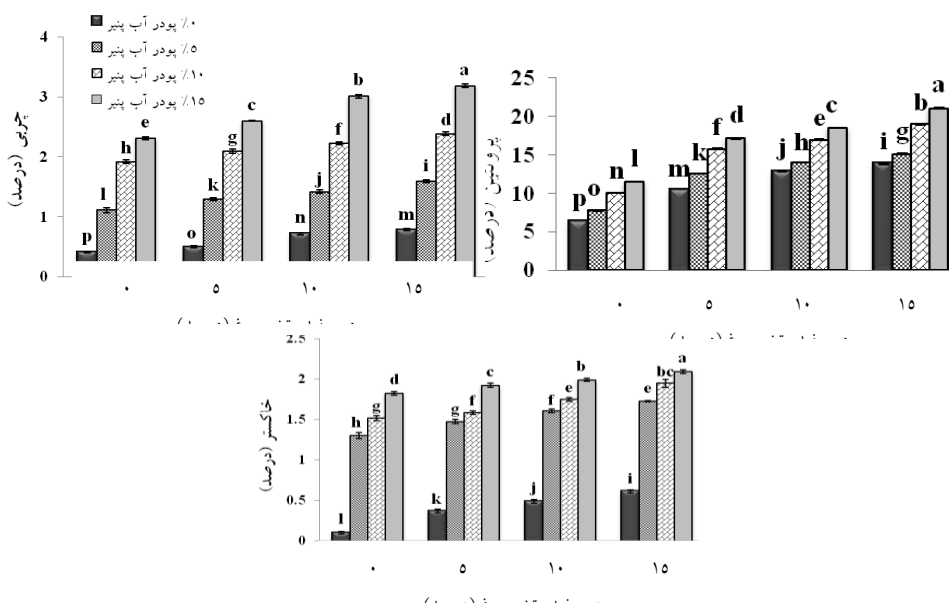 ٪۰ پودر آب پنیر
٪۵ پودر آب پنیر
٪۱۰ پودر آب پنیر
٪۱۵ پودر آب پنیر
چربی (درصد)
4
3
2
1
0
p l h e
o k g c
n j f b
m i d a
۰ ۵ ۱۰ ۱۵
پروتئین (درصد)
25
20
15
10
5
0
p o n l
m k f d
j h e c
i g b a
۰ ۵ ۱۰ ۱۵
خاکستر (درصد)
2.5
2
1.5
1
0.5
0
l h g d
k g f c
j f e b
i e bc a
۰ ۵ ۱۰ ۱۵